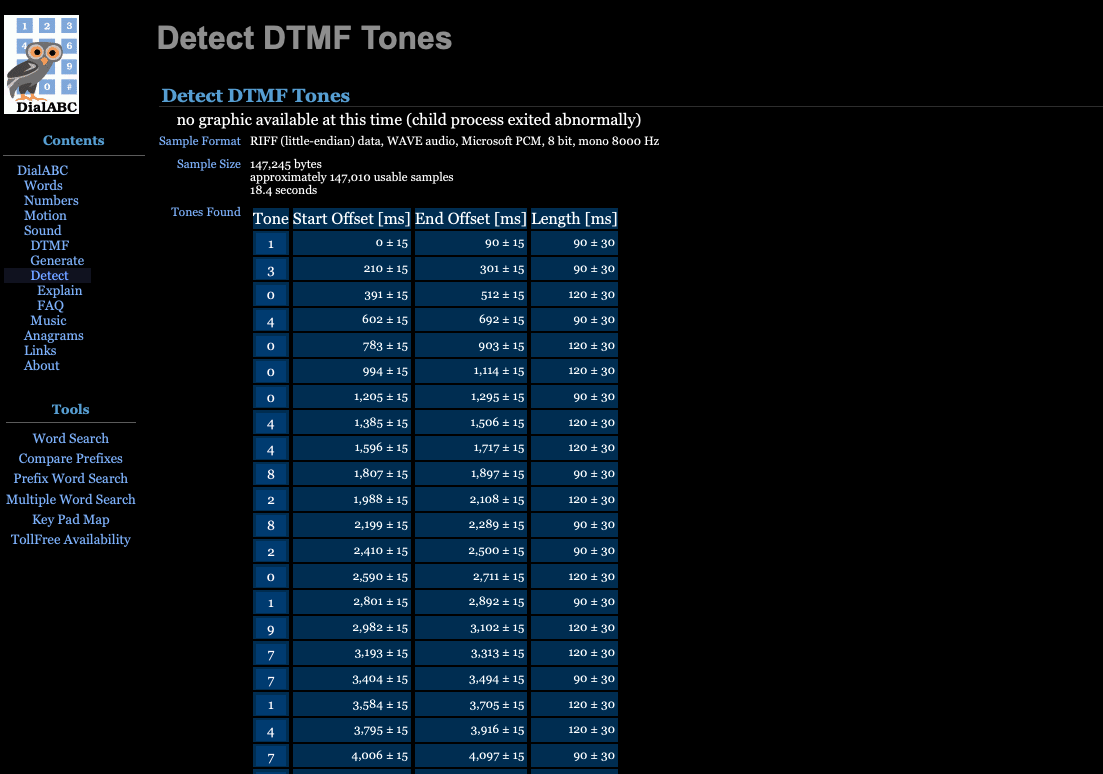 1 2 3
4 6
9
0 #
DialABC
Detect DTMF Tones
Contents
DialABC
Words
Numbers
Motion
Sound
DTMF
Generate
Detect
Explain
FAQ
Music
Anagrams
Links
About
Tools
Word Search
Compare Prefixes
Prefix Word Search
Multiple Word Search
Key Pad Map
TollFree Availability
Detect DTMF Tones
no graphic available at this time (child process exited abnormally)
Sample Format RIFF (little-endian) data, WAVE audio, Microsoft PCM, 8 bit, mono 8000 Hz
Sample Size 147,245 bytes
approximately 147,010 usable samples
18.4 seconds
Tones Found
Tone Start Offset [ms] End Offset [ms] Length [ms]
1 0 ± 15 90 ± 15 90 ± 30
3 210 ± 15 301 ± 15 90 ± 30
0 391 ± 15 512 ± 15 120 ± 30
4 602 ± 15 692 ± 15 90 ± 30
0 783 ± 15 903 ± 15 120 ± 30
0 994 ± 15 1,114 ± 15 120 ± 30
0 1,205 ± 15 1,295 ± 15 90 ± 30
4 1,385 ± 15 1,506 ± 15 120 ± 30
4 1,596 ± 15 1,717 ± 15 120 ± 30
8 1,807 ± 15 1,897 ± 15 90 ± 30
2 1,988 ± 15 2,108 ± 15 120 ± 30
8 2,199 ± 15 2,289 ± 15 90 ± 30
2 2,410 ± 15 2,500 ± 15 90 ± 30
0 2,590 ± 15 2,711 ± 15 120 ± 30
1 2,801 ± 15 2,892 ± 15 90 ± 30
9 2,982 ± 15 3,102 ± 15 120 ± 30
7 3,193 ± 15 3,313 ± 15 120 ± 30
7 3,404 ± 15 3,494 ± 15 90 ± 30
1 3,584 ± 15 3,705 ± 15 120 ± 30
4 3,795 ± 15 3,916 ± 15 120 ± 30
7 4,006 ± 15 4,097 ± 15 90 ± 30